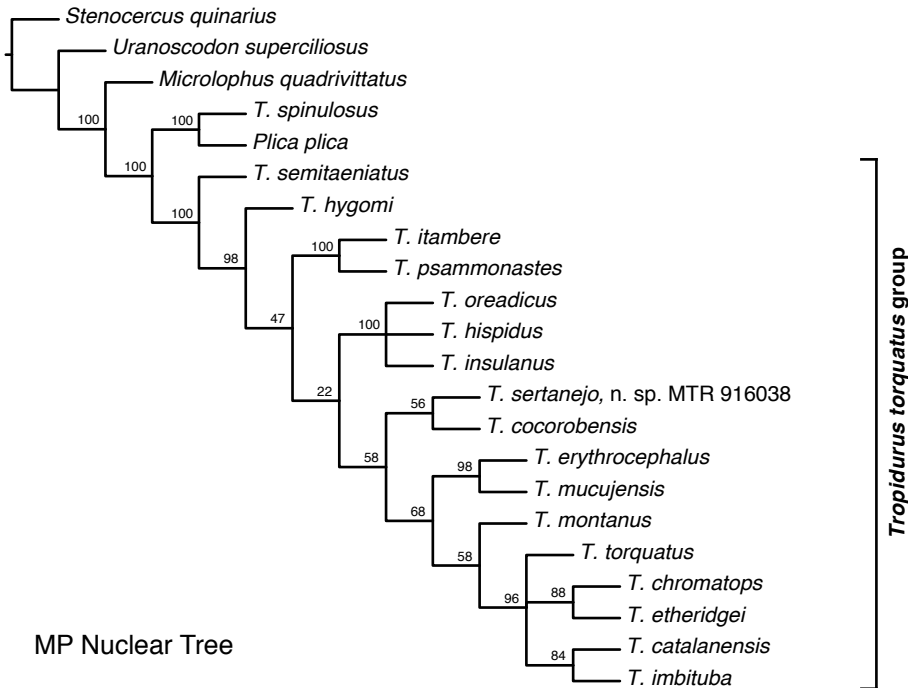 Stenocercus quinarius
Uranoscodon superciliosus
Microlophus quadrivittatus
100
T. spinulosus
100
Plica plica
100
T. semitaeniatus
100
T. hygomi
98
T. itambere
100
T. psammonastes
47
T. oreadicus
100
T. hispidus
T. insulanus
22
T. sertanejo, n. sp. MTR 916038
56
T. cocorobensis
58
T. erythrocephalus
98
T. mucujensis
68
T. montanus
58
T. torquatus
96
T. chromatops
88
T. etheridgei
T. catalanensis
84
T. imbituba
Tropidurus torquatus group
MP Nuclear Tree